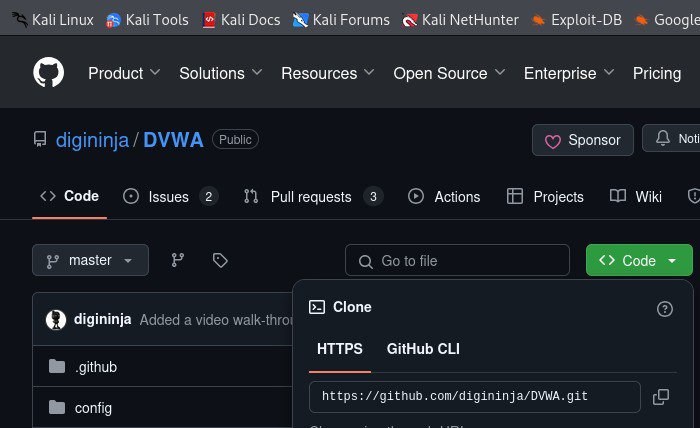 Kali Linux Kali Tools Kali Docs Kali Forums Kali NetHunter Exploit-DB Google
Product Solutions Resources Open Source Enterprise Pricing
digininja / DVWA Public Sponsor Noti
Code Issues 2 Pull requests 3 Actions Projects Wiki
master Go to file Code
digininja Added a video walk-throu
Clone
HTTPS GitHub CLI
.github
https://github.com/digininja/DVWA.git
config